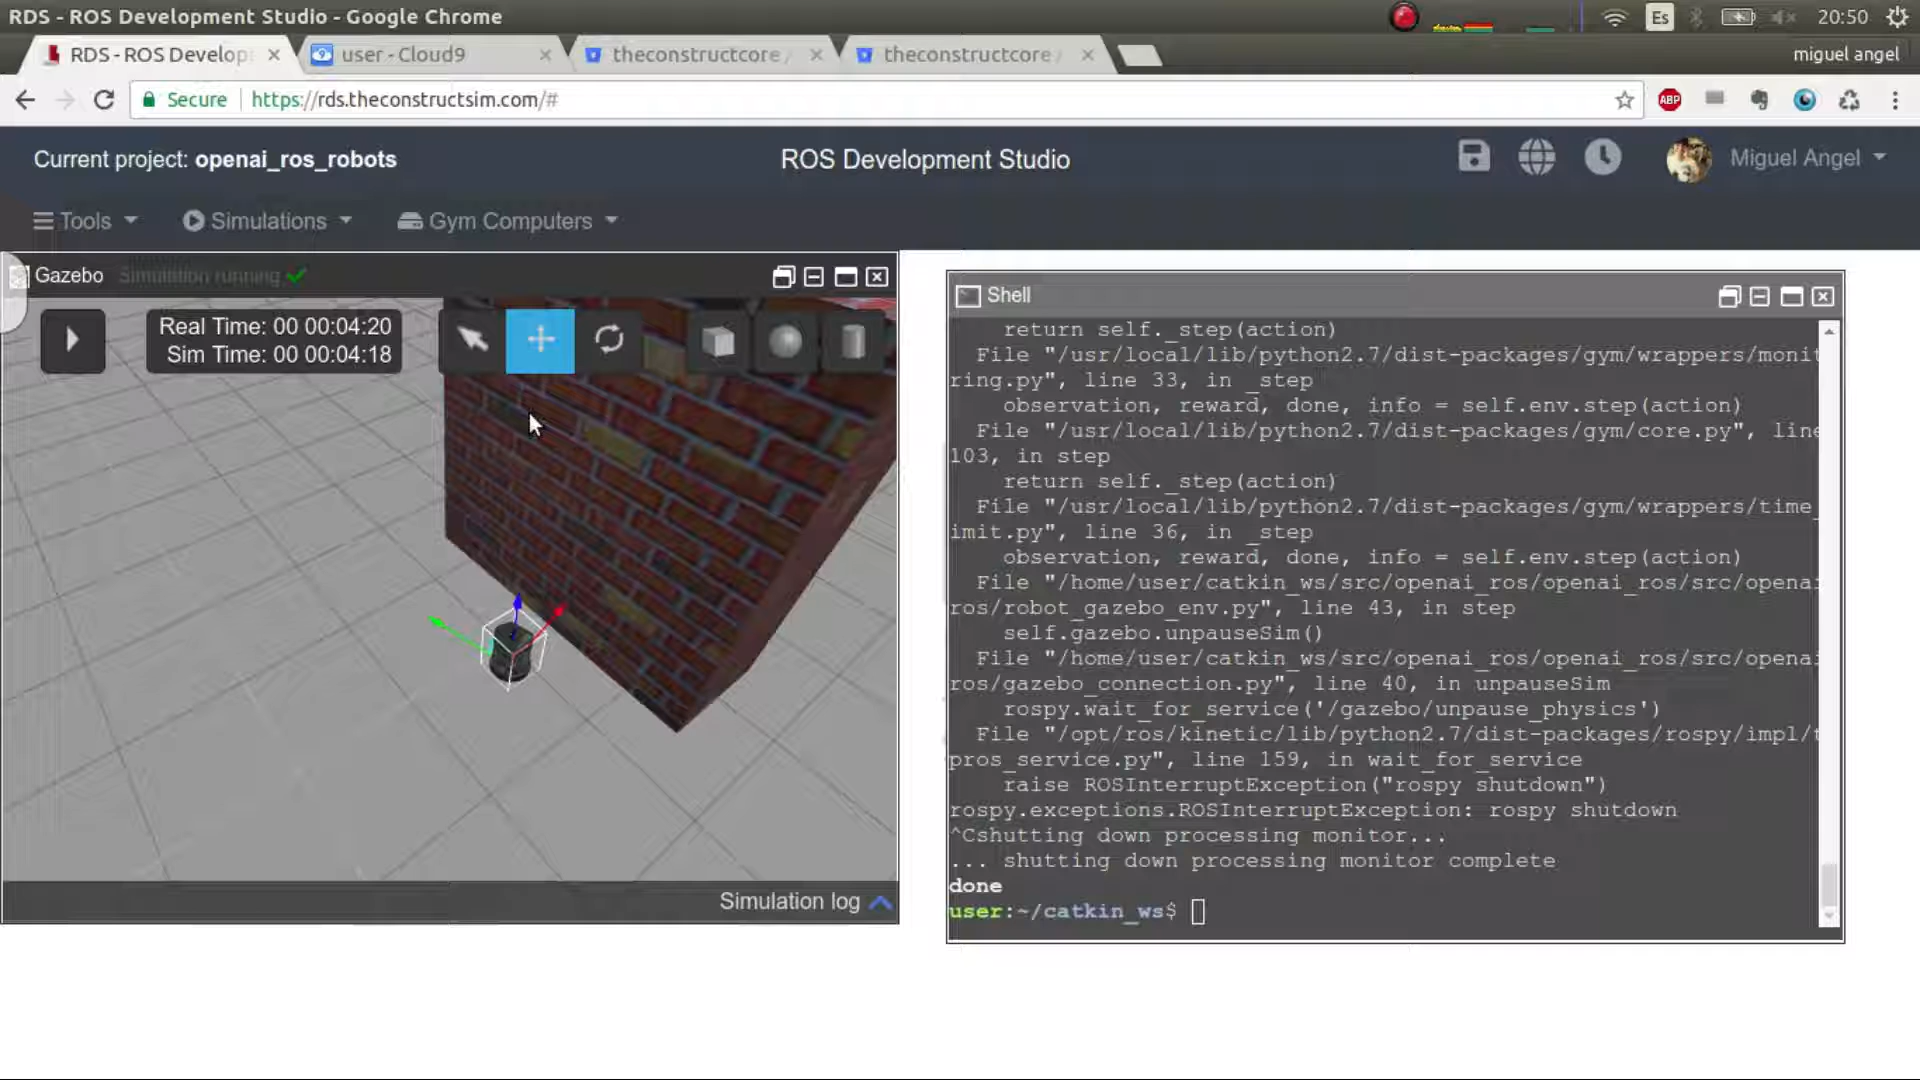 RDS - ROS Development Studio - Google Chrome
Es
20:50
RDS - ROS Develop
user - Cloud9
theconstructcore /
theconstructcore /
miguel angel
Secure
https://rds.theconstructsim.com/#
ABP
Current project: openai_ros_robots
ROS Development Studio
Miguel Angel
Tools
Simulations
Gym Computers
Gazebo
Simulation running
Real Time: 00 00:04:20
Sim Time: 00 00:04:18
Simulation log
Shell
return self._step(action)
File "/usr/local/lib/python2.7/dist-packages/gym/wrappers/monit
ring.py", line 33, in _step
observation, reward, done, info = self.env.step(action)
File "/usr/local/lib/python2.7/dist-packages/gym/core.py", line
103, in step
return self._step(action)
File "/usr/local/lib/python2.7/dist-packages/gym/wrappers/time_
imit.py", line 36, in _step
observation, reward, done, info = self.env.step(action)
File "/home/user/catkin_ws/src/openai_ros/openai_ros/src/openai
ros/robot_gazebo_env.py", line 43, in step
self.gazebo.unpauseSim()
File "/home/user/catkin_ws/src/openai_ros/openai_ros/src/openai
ros/gazebo_connection.py", line 40, in unpauseSim
rospy.wait_for_service('/gazebo/unpause_physics')
File "/opt/ros/kinetic/lib/python2.7/dist-packages/rospy/impl/t
pros_service.py", line 159, in wait_for_service
raise ROSInterruptException("rospy shutdown")
rospy.exceptions.ROSInterruptException: rospy shutdown
^Cshutting down processing monitor...
... shutting down processing monitor complete
done
user:~/catkin_ws$